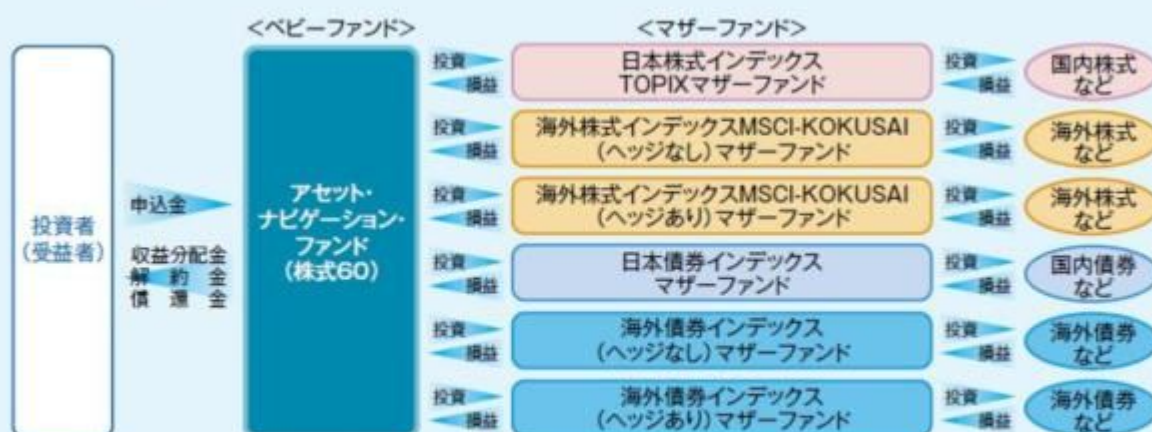 <ベビーファンド>
<マザーファンド>
投資者
(受益者)
申込金
収益分配金
解約金
償還金
アセット・
ナビゲーション・
ファンド
(株式60)
投資
損益
日本株式インデックス
TOPIXマザーファンド
投資
損益
国内株式
など
投資
損益
海外株式インデックスMSCI-KOKUSAI
(ヘッジなし)マザーファンド
投資
損益
海外株式
など
投資
損益
海外株式インデックスMSCI-KOKUSAI
(ヘッジあり)マザーファンド
投資
損益
海外株式
など
投資
損益
日本債券インデックス
マザーファンド
投資
損益
国内債券
など
投資
損益
海外債券インデックス
(ヘッジなし)マザーファンド
投資
損益
海外債券
など
投資
損益
海外債券インデックス
(ヘッジあり)マザーファンド
投資
損益
海外債券
など